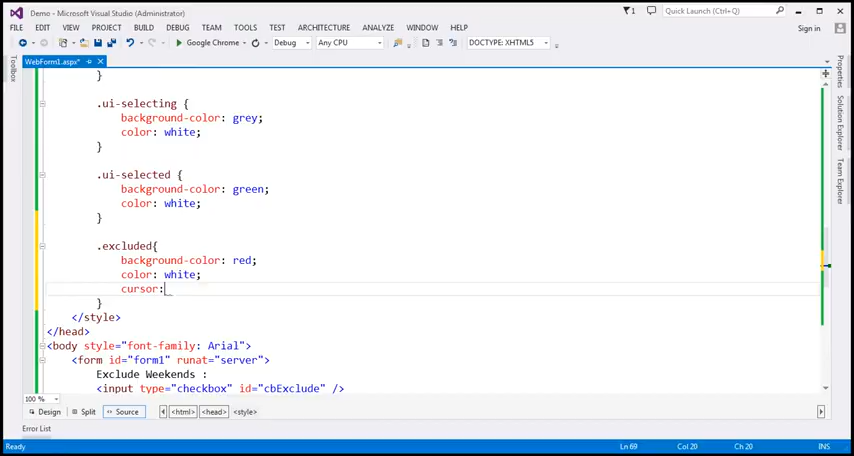 Demo - Microsoft Visual Studio (Administrator)
1
Quick Launch (Ctrl+Q)
FILE EDIT VIEW PROJECT BUILD DEBUG TEAM TOOLS TEST ARCHITECTURE ANALYZE WINDOW HELP
Sign in
Google Chrome Debug Any CPU DOCTYPE: XHTML5
Toolbox
WebForm1.aspx*
Properties
Solution Explorer
Team Explorer
}
.ui-selecting {
background-color: grey;
color: white;
}
.ui-selected {
background-color: green;
color: white;
}
.excluded{
background-color: red;
color: white;
cursor:
}
</style>
</head>
<body style="font-family: Arial">
<form id="form1" runat="server">
Exclude Weekends :
<input type="checkbox" id="cbExclude" />
100 %
Design Split Source <html> <head> <style>
Error List
Ready Ln 69 Col 20 Ch 20 INS